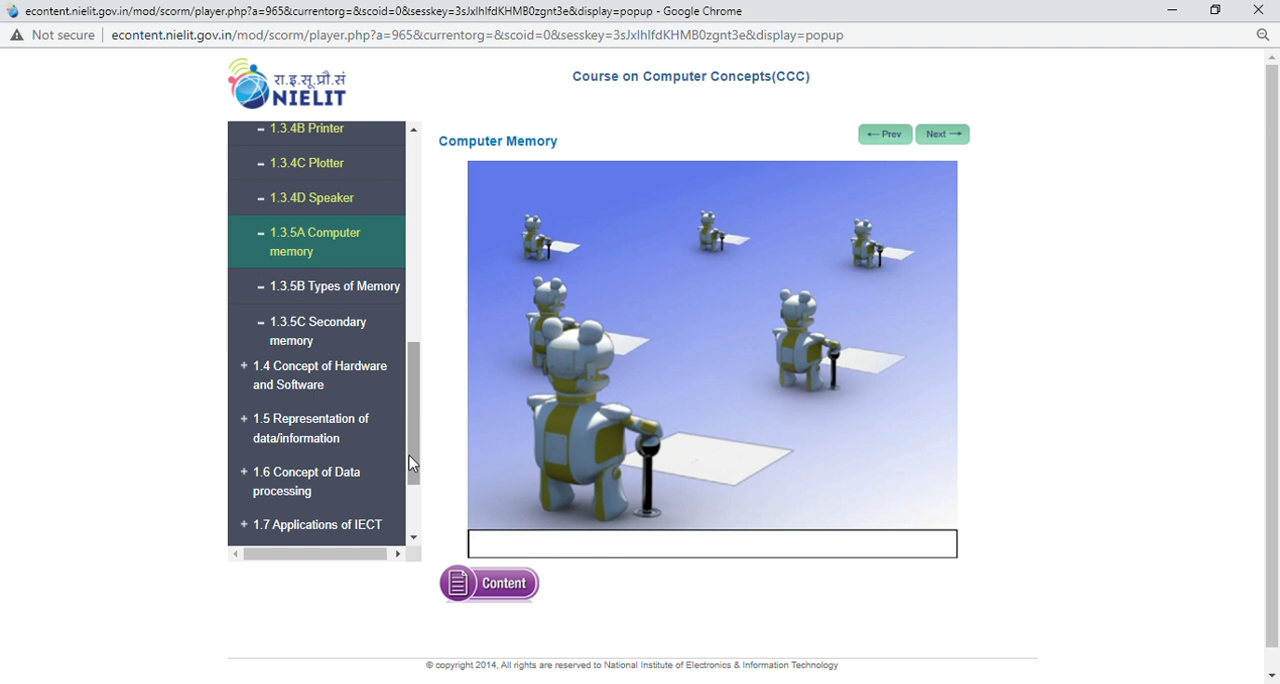 econtent.nielit.gov.in/mod/scorm/player.php?a=965&currentorg=&scoid=0&sesskey=3sJxlhIfdKHMB0zgnt3e&display=popup - Google Chrome
Not secure
econtent.nielit.gov.in/mod/scorm/player.php?a=965&currentorg=&scoid=0&sesskey=3sJxlhIfdKHMB0zgnt3e&display=popup
रा.इ.सू.प्रौ.सं
NIELIT
Course on Computer Concepts(CCC)
1.3.4B Printer
1.3.4C Plotter
1.3.4D Speaker
1.3.5A Computer
memory
1.3.5B Types of Memory
1.3.5C Secondary
memory
+ 1.4 Concept of Hardware
and Software
+ 1.5 Representation of
data/information
+ 1.6 Concept of Data
processing
+ 1.7 Applications of IECT
Computer Memory
← Prev
Next →
Content
© copyright 2014, All rights are reserved to National Institute of Electronics & Information Technology